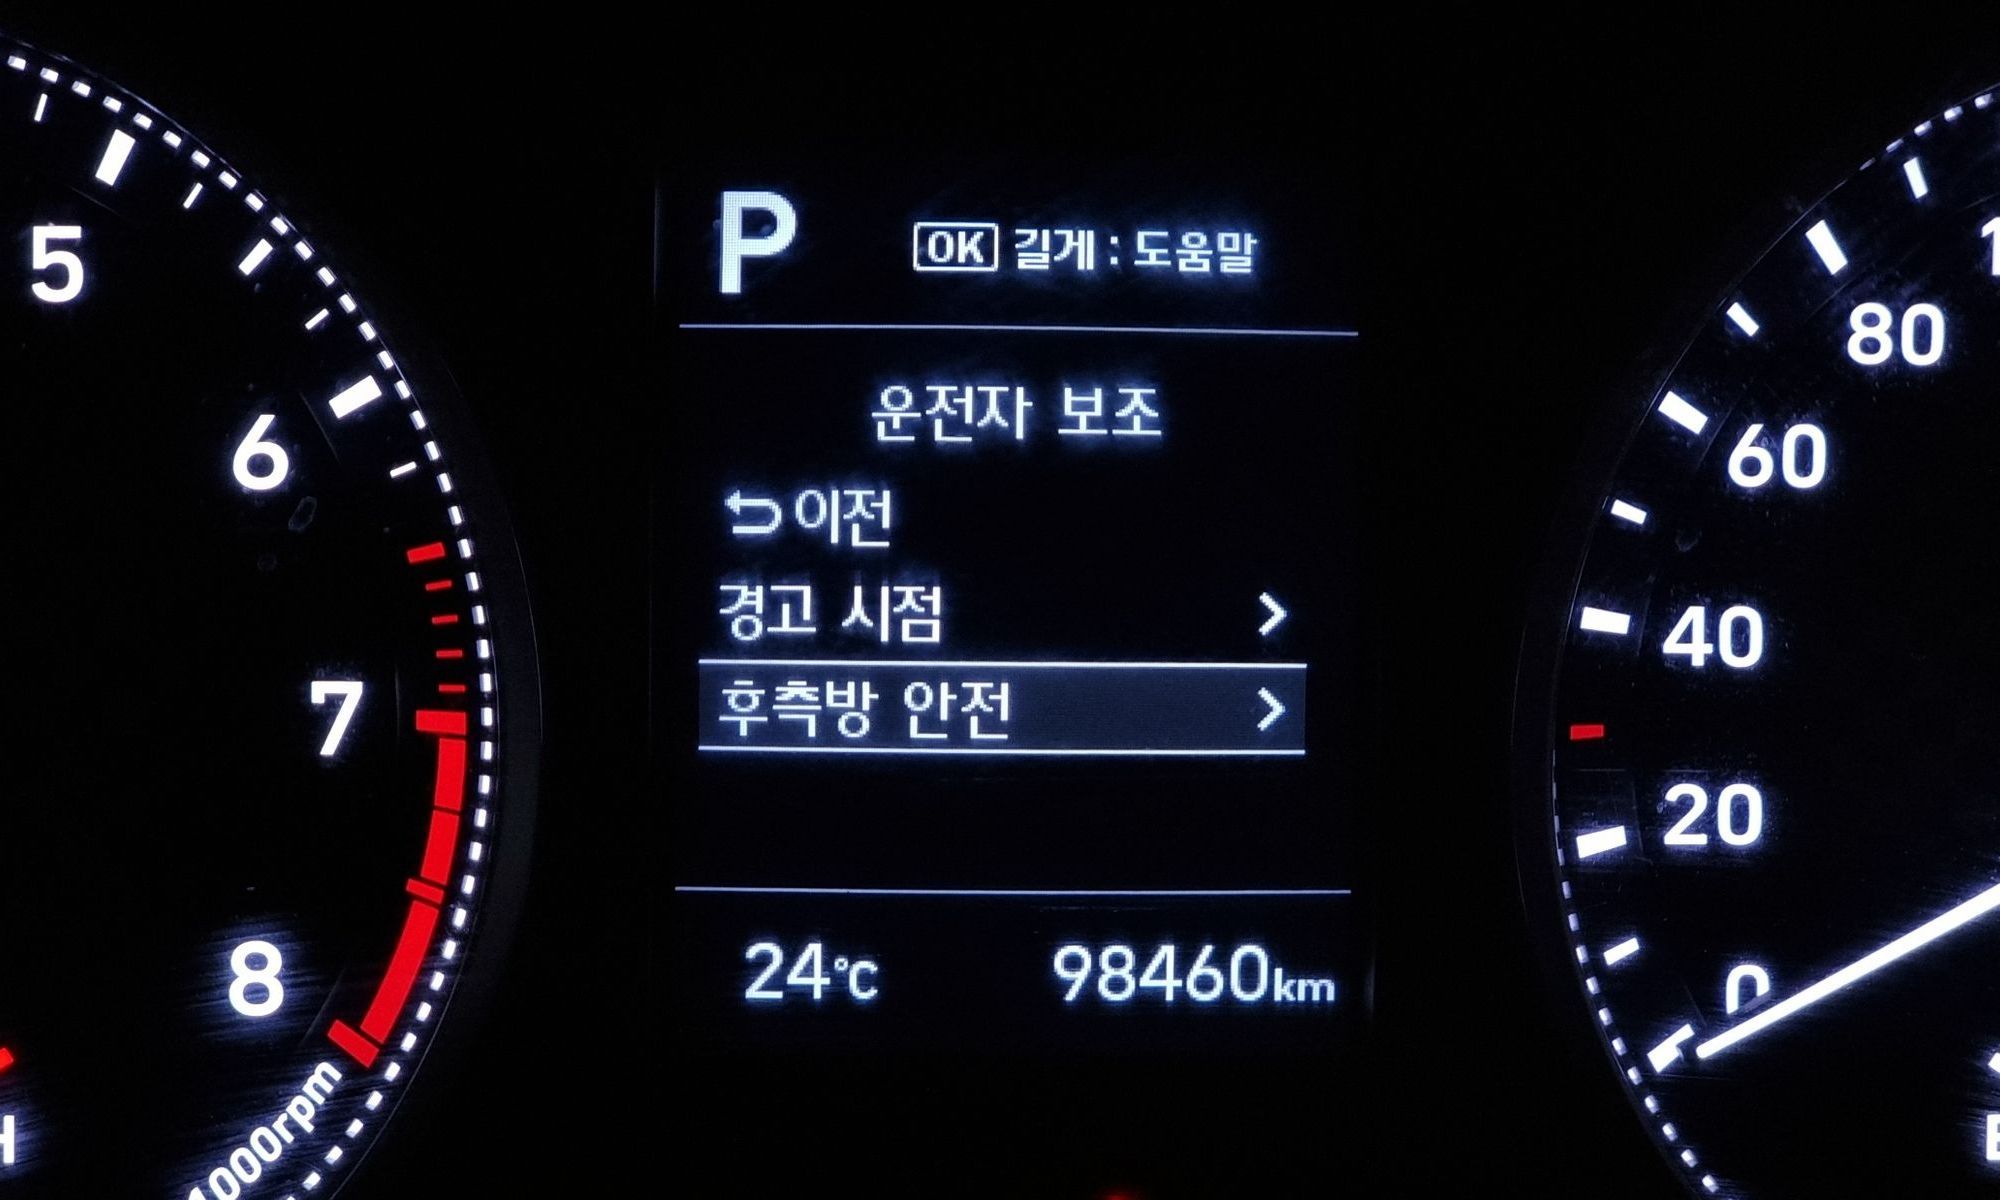 P
OK 길게 : 도움말
운전자 보조
이전
경고 시점
후측방 안전
24℃ 98460km
5
6
7
8
1000rpm
H
80
60
40
20
0